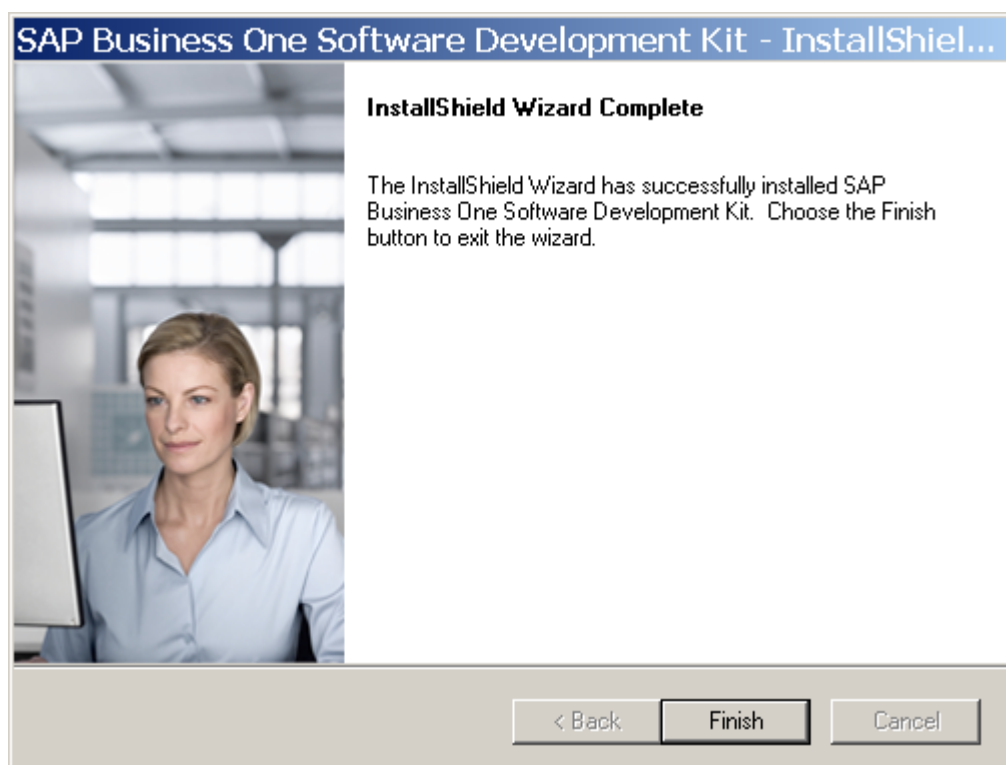 SAP Business One Software Development Kit - InstallShiel...
InstallShield Wizard Complete
The InstallShield Wizard has successfully installed SAP
Business One Software Development Kit. Choose the Finish
button to exit the wizard.
< Back
Finish
Cancel